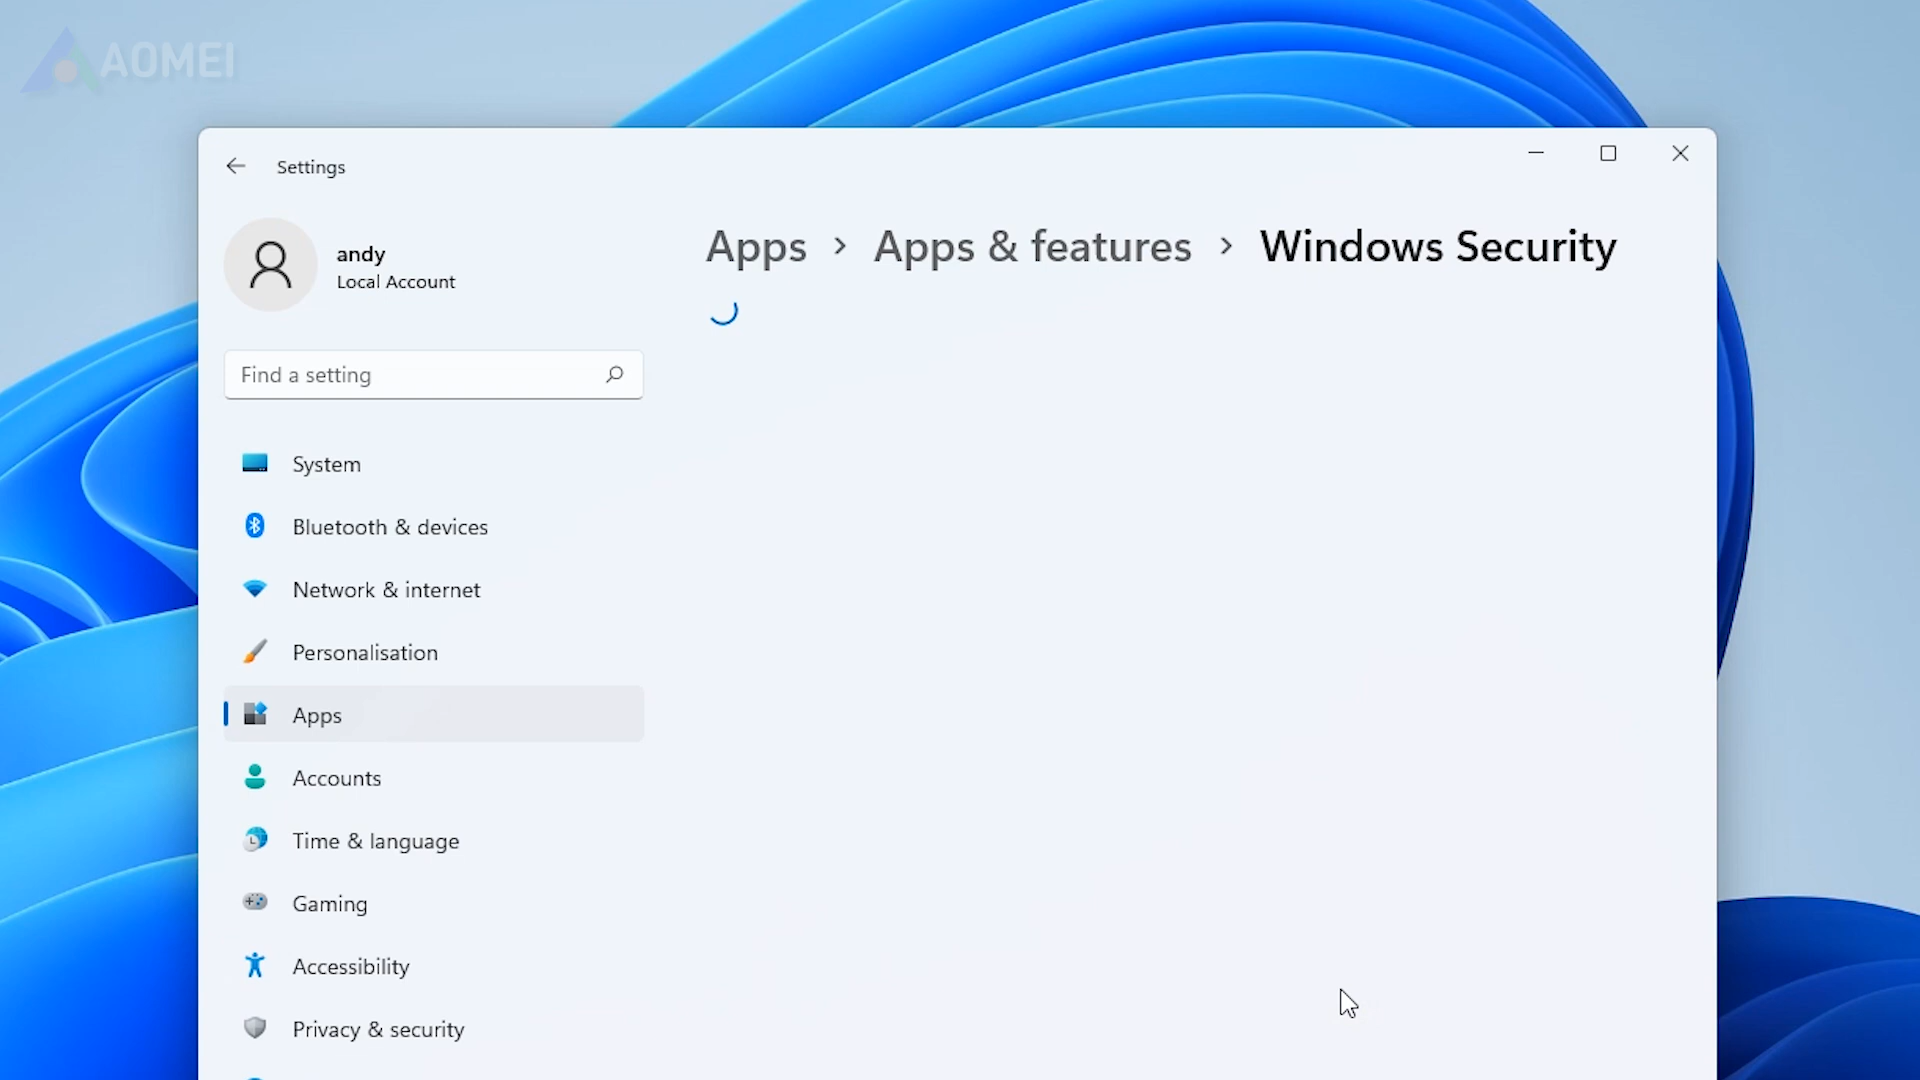 AOMEI
Settings
andy
Local Account
Apps > Apps & features > Windows Security
Find a setting
System
Bluetooth & devices
Network & internet
Personalisation
Apps
Accounts
Time & language
Gaming
Accessibility
Privacy & security